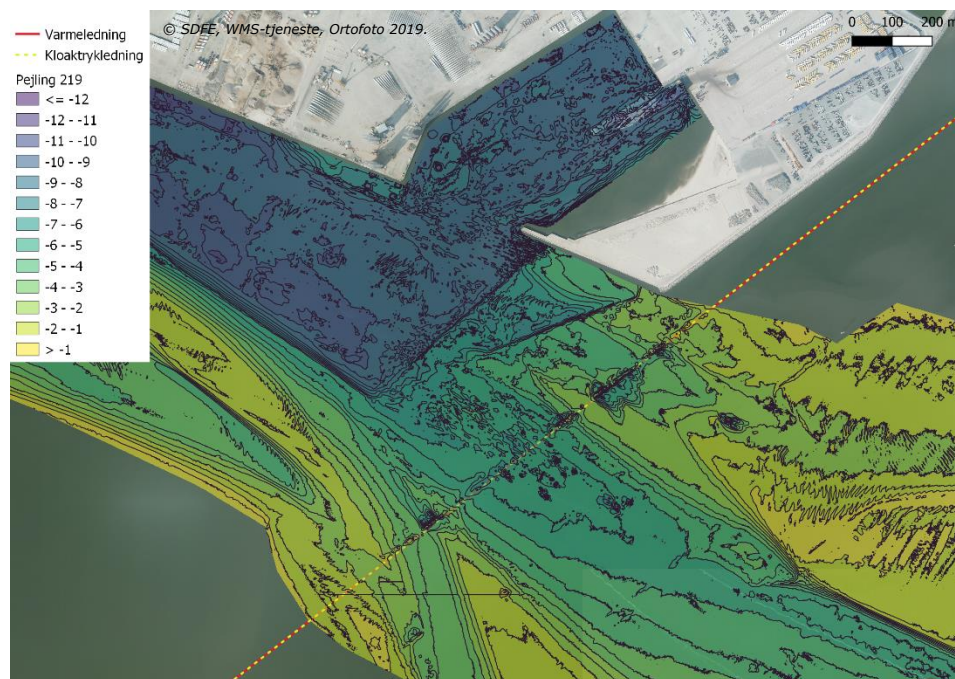 Varmeledning
Kloaktrykledning
Pejling 219
<= -12
-12 - -11
-11 - -10
-10 - -9
-9 - -8
-8 - -7
-7 - -6
-6 - -5
-5 - -4
-4 - -3
-3 - -2
-2 - -1
> -1
© SDFE, WMS-tjeneste, Ortofoto 2019.
0 100 200 m